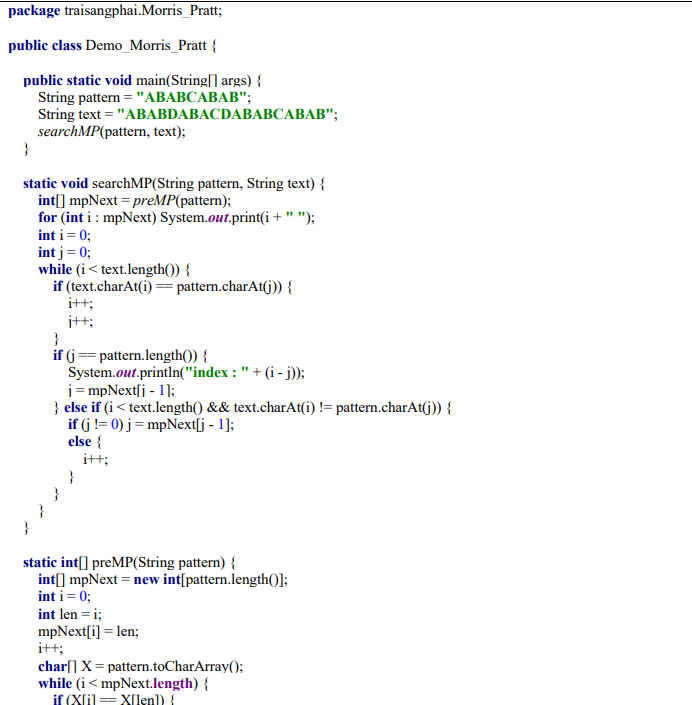 package traisangphai.Morris_Pratt;
public class Demo_Morris_Pratt {
public static void main(String[] args) {
String pattern = "ABABCABAB";
String text = "ABABDABACDABABCABAB";
searchMP(pattern, text);
}
static void searchMP(String pattern, String text) {
int[] mpNext = preMP(pattern);
for (int i : mpNext) System.out.print(i + " ");
int i = 0;
int j = 0;
while (i < text.length()) {
if (text.charAt(i) == pattern.charAt(j)) {
i++;
j++;
}
if (j == pattern.length()) {
System.out.println("index : " + (i - j));
j = mpNext[j - 1];
} else if (i < text.length() && text.charAt(i) != pattern.charAt(j)) {
if (j != 0) j = mpNext[j - 1];
else {
i++;
}
}
}
}
static int[] preMP(String pattern) {
int[] mpNext = new int[pattern.length()];
int i = 0;
int len = i;
mpNext[i] = len;
i++;
char[] X = pattern.toCharArray();
while (i < mpNext.length) {
if (X[i] == X[len]) {